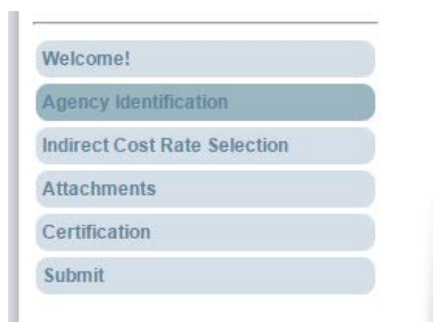 Welcome!
Agency Identification
Indirect Cost Rate Selection
Attachments
Certification
Submit